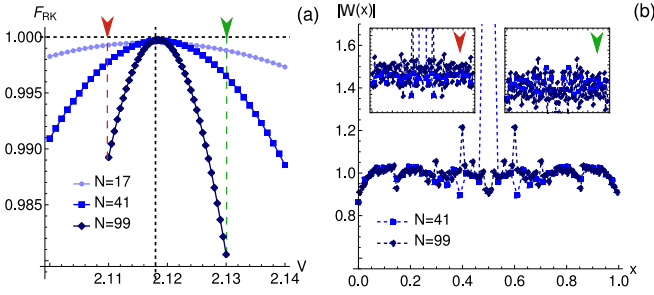 F_RK
(a)
1.000
0.995
0.990
0.985
N=17
N=41
N=99
2.11
2.12
2.13
2.14
V
|W(x)|
(b)
1.6
1.4
1.2
1.0
0.8
N=41
N=99
0.0
0.2
0.4
0.6
0.8
1.0
x